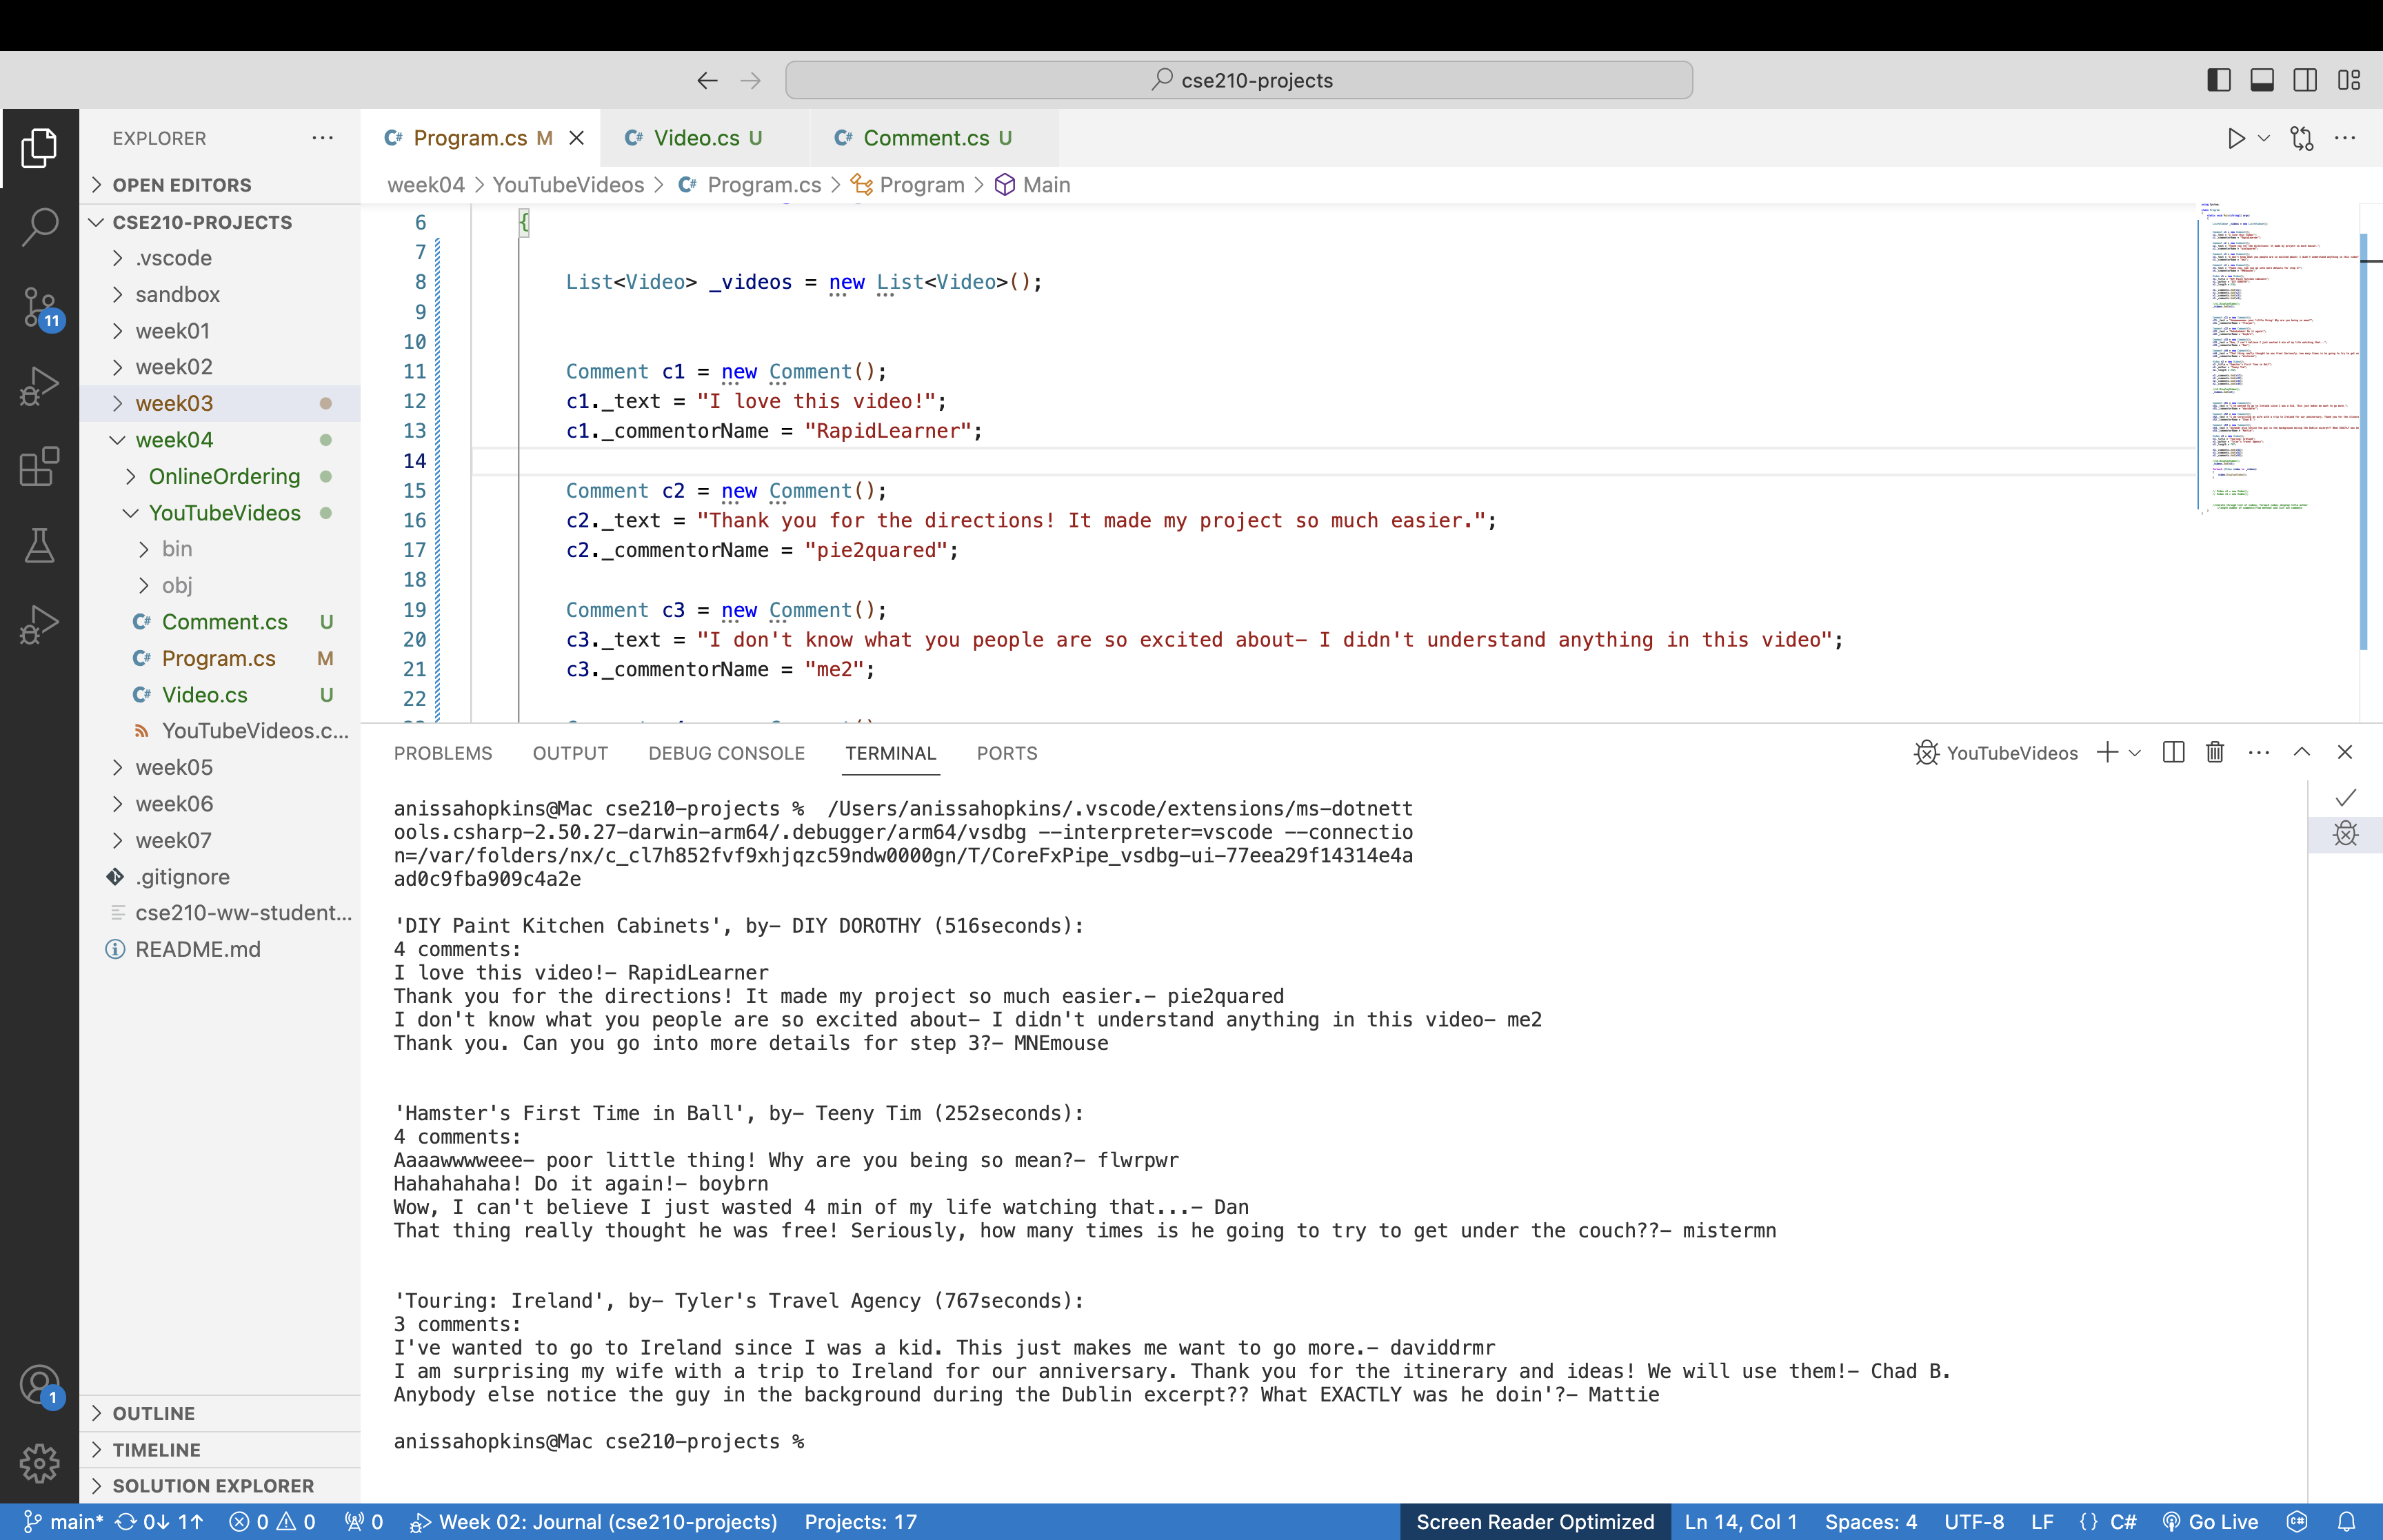 cse210-projects
EXPLORER
Program.cs M
Video.cs U
Comment.cs U
OPEN EDITORS
week04 > YouTubeVideos > Program.cs > Program > Main
CSE210-PROJECTS
.vscode
sandbox
week01
week02
week03
week04
OnlineOrdering
YouTubeVideos
bin
obj
Comment.cs U
Program.cs M
Video.cs U
YouTubeVideos.c...
week05
week06
week07
.gitignore
cse210-ww-student...
README.md
OUTLINE
TIMELINE
SOLUTION EXPLORER
11
1
6 {
7
8 List<Video> _videos = new List<Video>();
9
10
11 Comment c1 = new Comment();
12 c1._text = "I love this video!";
13 c1._commentorName = "RapidLearner";
14
15 Comment c2 = new Comment();
16 c2._text = "Thank you for the directions! It made my project so much easier.";
17 c2._commentorName = "pie2quared";
18
19 Comment c3 = new Comment();
20 c3._text = "I don't know what you people are so excited about- I didn't understand anything in this video";
21 c3._commentorName = "me2";
22
PROBLEMS OUTPUT DEBUG CONSOLE TERMINAL PORTS
YouTubeVideos
anissahopkins@Mac cse210-projects % /Users/anissahopkins/.vscode/extensions/ms-dotnett
ools.csharp-2.50.27-darwin-arm64/.debugger/arm64/vsdbg --interpreter=vscode --connectio
n=/var/folders/nx/c_cl7h852fvf9xhjqzc59ndw0000gn/T/CoreFxPipe_vsdbg-ui-77eea29f14314e4a
ad0c9fba909c4a2e
'DIY Paint Kitchen Cabinets', by- DIY DOROTHY (516seconds):
4 comments:
I love this video!- RapidLearner
Thank you for the directions! It made my project so much easier.- pie2quared
I don't know what you people are so excited about- I didn't understand anything in this video- me2
Thank you. Can you go into more details for step 3?- MNEmouse
'Hamster's First Time in Ball', by- Teeny Tim (252seconds):
4 comments:
Aaaawwwweee- poor little thing! Why are you being so mean?- flwrpwr
Hahahahaha! Do it again!- boybrn
Wow, I can't believe I just wasted 4 min of my life watching that...- Dan
That thing really thought he was free! Seriously, how many times is he going to try to get under the couch??- mistermn
'Touring: Ireland', by- Tyler's Travel Agency (767seconds):
3 comments:
I've wanted to go to Ireland since I was a kid. This just makes me want to go more.- daviddrmr
I am surprising my wife with a trip to Ireland for our anniversary. Thank you for the itinerary and ideas! We will use them!- Chad B.
Anybody else notice the guy in the background during the Dublin excerpt?? What EXACTLY was he doin'?- Mattie
anissahopkins@Mac cse210-projects %
main* 0↓ 1↑ 0 0 0 Week 02: Journal (cse210-projects) Projects: 17 Screen Reader Optimized Ln 14, Col 1 Spaces: 4 UTF-8 LF {} C# Go Live